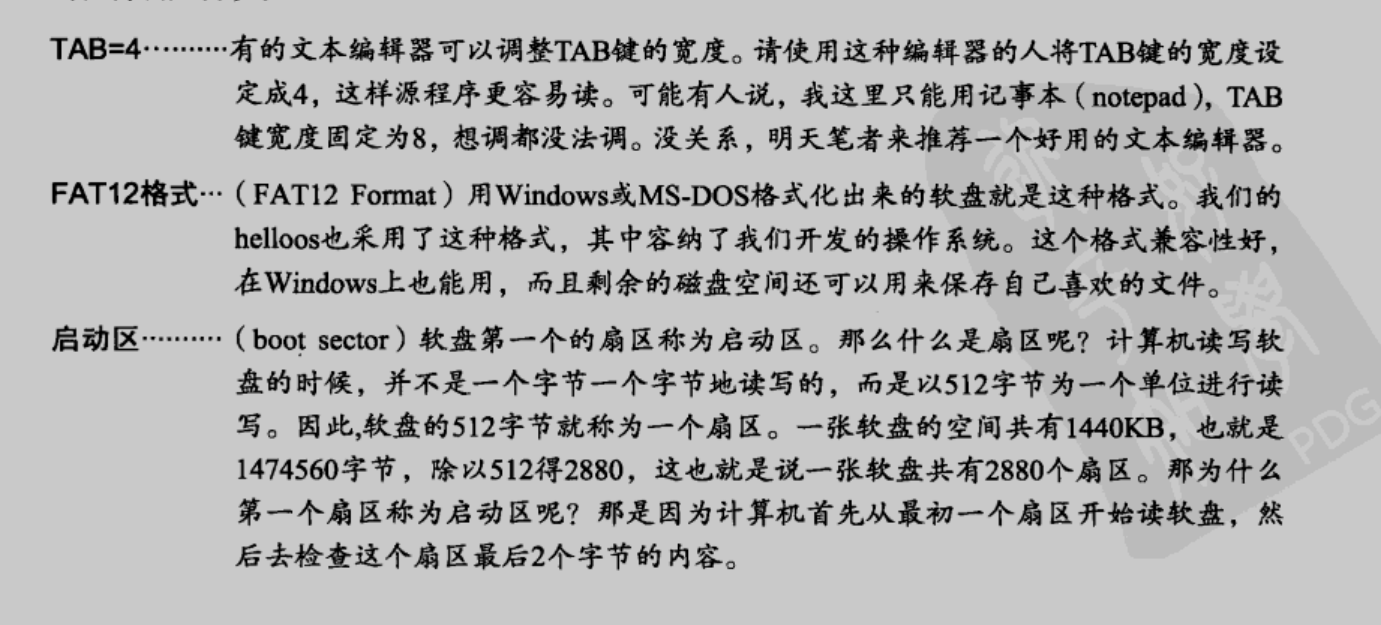 TAB=4··········有的文本编辑器可以调整TAB键的宽度。请使用这种编辑器的人将TAB键的宽度设
定成4，这样源程序更容易读。可能有人说，我这里只能用记事本（notepad），TAB
键宽度固定为8，想调都没法调。没关系，明天笔者来推荐一个好用的文本编辑器。
FAT12格式···（FAT12 Format）用Windows或MS-DOS格式化出来的软盘就是这种格式。我们的
helloos也采用了这种格式，其中容纳了我们开发的操作系统。这个格式兼容性好，
在Windows上也能用，而且剩余的磁盘空间还可以用来保存自己喜欢的文件。
启动区··········（boot sector）软盘第一个的扇区称为启动区。那么什么是扇区呢？计算机读写软
盘的时候，并不是一个字节一个字节地读写的，而是以512字节为一个单位进行读
写。因此,软盘的512字节就称为一个扇区。一张软盘的空间共有1440KB，也就是
1474560字节，除以512得2880，这也就是说一张软盘共有2880个扇区。那为什么
第一个扇区称为启动区呢？那是因为计算机首先从最初一个扇区开始读软盘，然
后去检查这个扇区最后2个字节的内容。
PDG